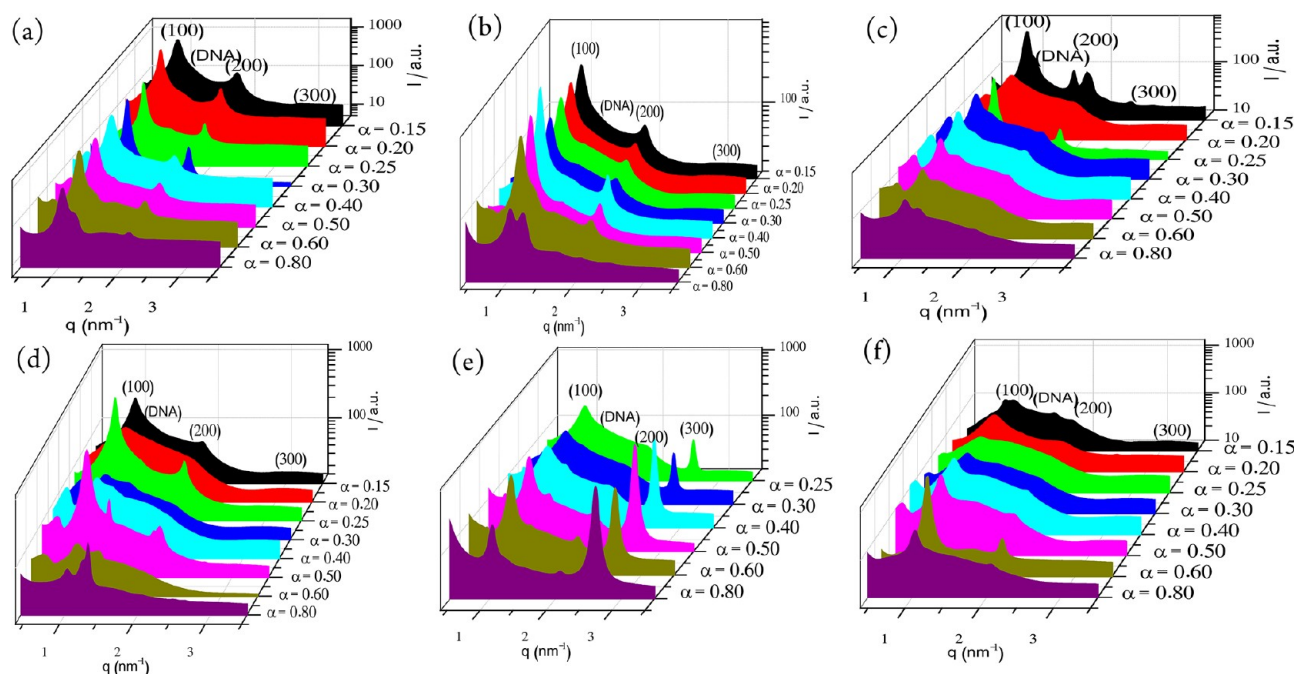 (a)
1000
100
10
I / a.u.
(100)
(DNA)
(200)
(300)
α = 0.15
α = 0.20
α = 0.25
α = 0.30
α = 0.40
α = 0.50
α = 0.60
α = 0.80
1 2 3
q (nm⁻¹)
(b)
100
I / a.u.
(100)
(DNA)
(200)
(300)
α = 0.15
α = 0.20
α = 0.25
α = 0.30
α = 0.40
α = 0.50
α = 0.60
α = 0.80
1 2 3
q (nm⁻¹)
(c)
100
10
I / a.u.
(100)
(DNA)
(200)
(300)
α = 0.15
α = 0.20
α = 0.25
α = 0.30
α = 0.40
α = 0.50
α = 0.60
α = 0.80
1 2 3
q (nm⁻¹)
(d)
1000
100
I / a.u.
(100)
(DNA)
(200)
(300)
α = 0.15
α = 0.20
α = 0.25
α = 0.30
α = 0.40
α = 0.50
α = 0.60
α = 0.80
1 2 3
q (nm⁻¹)
(e)
1000
100
I / a.u.
(100)
(DNA)
(200)
(300)
α = 0.25
α = 0.30
α = 0.40
α = 0.50
α = 0.60
α = 0.80
1 2 3
q (nm⁻¹)
(f)
1000
100
10
I / a.u.
(100)
(DNA)
(200)
(300)
α = 0.15
α = 0.20
α = 0.25
α = 0.30
α = 0.40
α = 0.50
α = 0.60
α = 0.80
1 2 3
q (nm⁻¹)